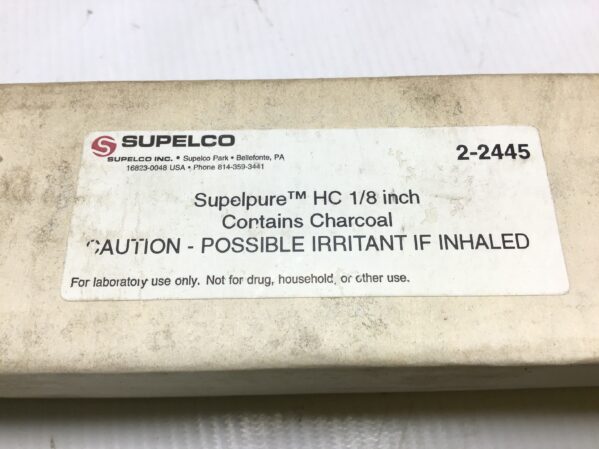 SUPELCO
SUPELCO INC. • Supelco Park • Bellefonte, PA
16823-0048 USA • Phone 814-359-3441
2-2445
Supelpure™ HC 1/8 inch
Contains Charcoal
CAUTION - POSSIBLE IRRITANT IF INHALED
For laboratory use only. Not for drug, household, or other use.